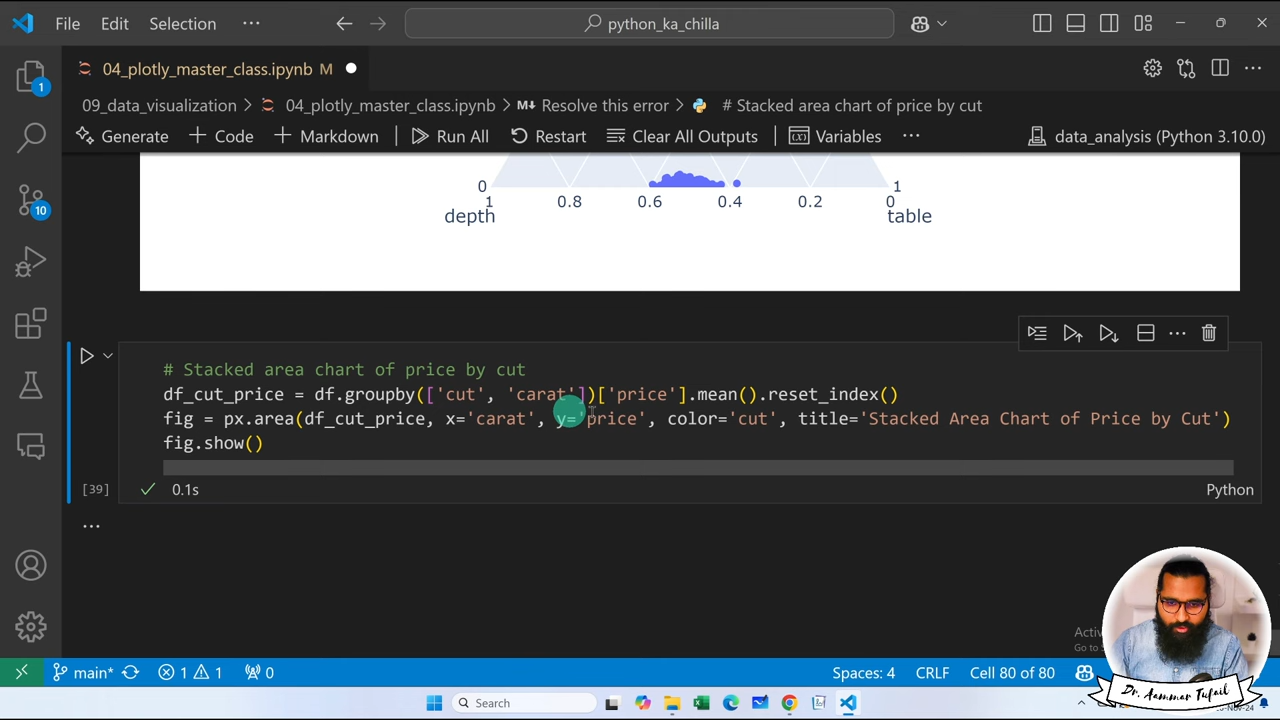 File Edit Selection ··· python_ka_chilla
04_plotly_master_class.ipynb M
1
09_data_visualization > 04_plotly_master_class.ipynb > M↓ Resolve this error > # Stacked area chart of price by cut
Generate + Code + Markdown Run All Restart Clear All Outputs Variables ··· data_analysis (Python 3.10.0)
0 1
1 0.8 0.6 0.4 0.2 0
depth table
10
# Stacked area chart of price by cut
df_cut_price = df.groupby(['cut', 'carat'])['price'].mean().reset_index()
fig = px.area(df_cut_price, x='carat', y='price', color='cut', title='Stacked Area Chart of Price by Cut')
fig.show()
[39] 0.1s Python
...
main* 1 1 0 Spaces: 4 CRLF Cell 80 of 80
Search
Dr. Aammar Tufail